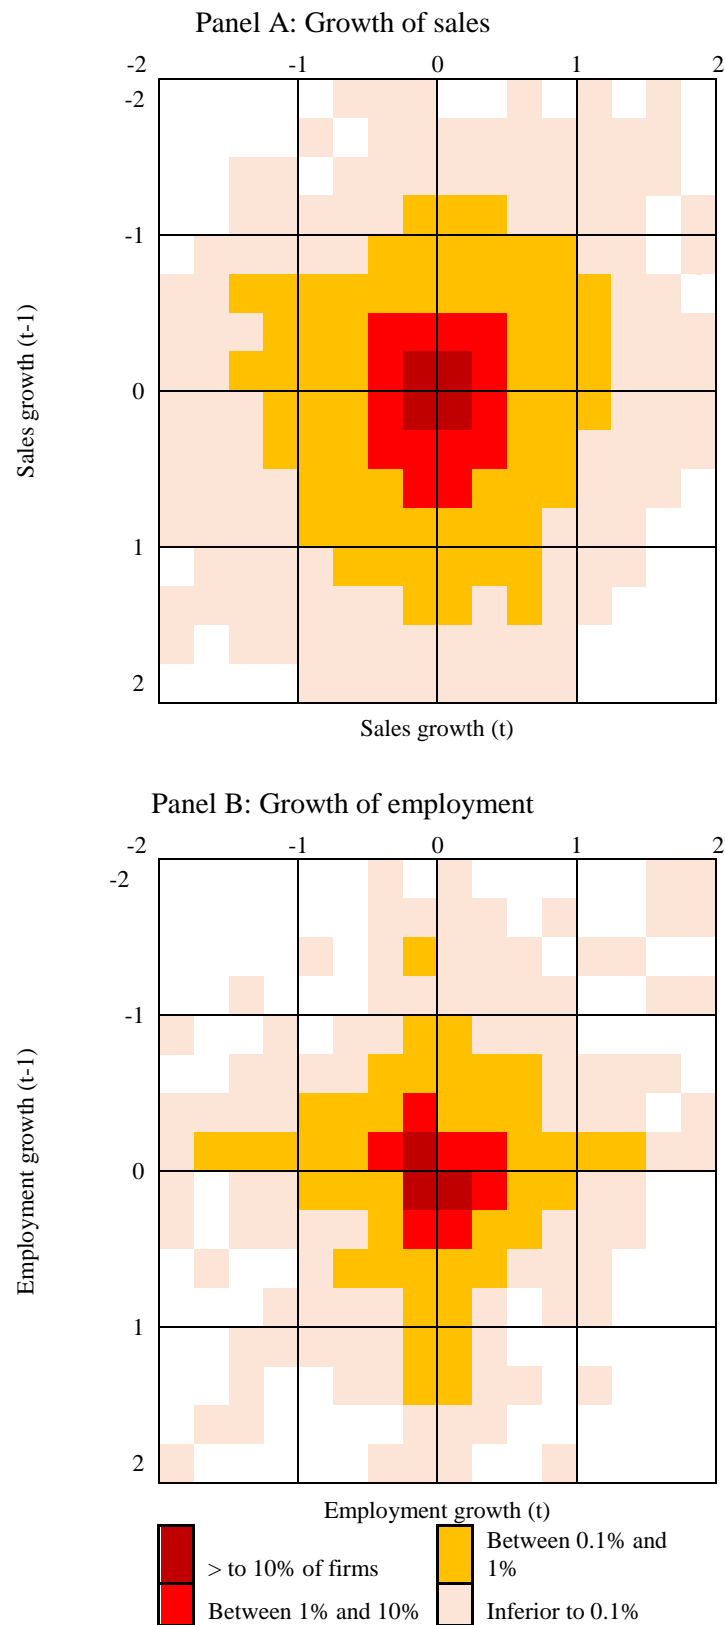 Panel A: Growth of sales
-2 -1 0 1 2
-2
-1
0
1
2
Sales growth (t-1)
Sales growth (t)
Panel B: Growth of employment
-2 -1 0 1 2
-2
-1
0
1
2
Employment growth (t-1)
Employment growth (t)
> to 10% of firms
Between 0.1% and
1%
Between 1% and 10%
Inferior to 0.1%